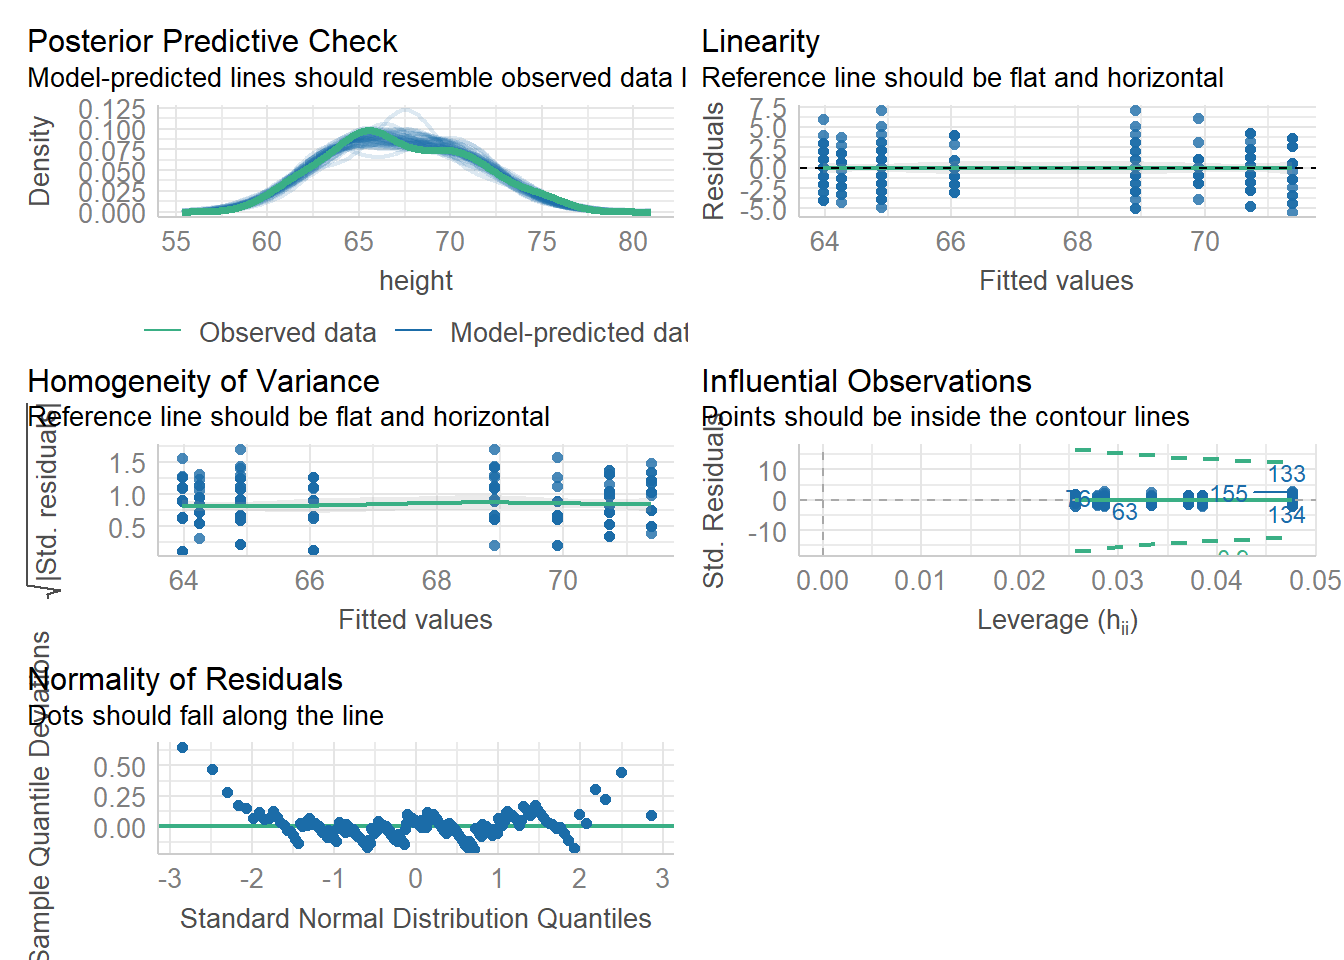 Posterior Predictive Check
Model-predicted lines should resemble observed data l
Density
0.125
0.100
0.075
0.050
0.025
0.000
55 60 65 70 75 80
height
Observed data Model-predicted dat
Linearity
Reference line should be flat and horizontal
Residuals
7.5
5.0
2.5
0.0
-2.5
-5.0
64 66 68 70
Fitted values
Homogeneity of Variance
Reference line should be flat and horizontal
√|Std. residuals|
1.5
1.0
0.5
64 66 68 70
Fitted values
Influential Observations
Points should be inside the contour lines
Std. Residuals
10
0
-10
133
155
63
134
0.00 0.01 0.02 0.03 0.04 0.05
Leverage (hii)
Normality of Residuals
Dots should fall along the line
Sample Quantile Deviations
0.50
0.25
0.00
-3 -2 -1 0 1 2 3
Standard Normal Distribution Quantiles